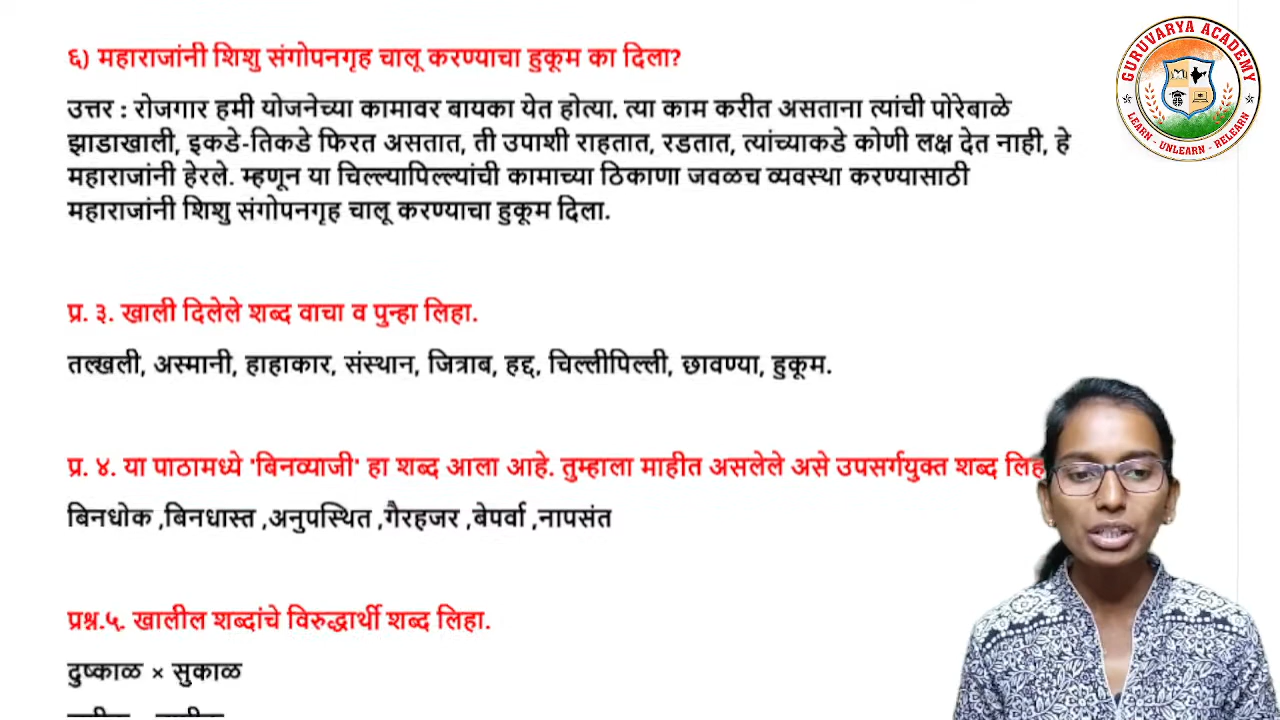 ६) महाराजांनी शिशु संगोपनगृह चालू करण्याचा हुकूम का दिला?
उत्तर : रोजगार हमी योजनेच्या कामावर बायका येत होत्या. त्या काम करीत असताना त्यांची पोरेबाळे
झाडाखाली, इकडे-तिकडे फिरत असतात, ती उपाशी राहतात, रडतात, त्यांच्याकडे कोणी लक्ष देत नाही, हे
महाराजांनी हेरले. म्हणून या चिल्ल्यापिल्ल्यांची कामाच्या ठिकाणा जवळच व्यवस्था करण्यासाठी
महाराजांनी शिशु संगोपनगृह चालू करण्याचा हुकूम दिला.
प्र. ३. खाली दिलेले शब्द वाचा व पुन्हा लिहा.
तल्खली, अस्मानी, हाहाकार, संस्थान, जित्राब, हद्द, चिल्लीपिल्ली, छावण्या, हुकूम.
प्र. ४. या पाठामध्ये 'बिनव्याजी' हा शब्द आला आहे. तुम्हाला माहीत असलेले असे उपसर्गयुक्त शब्द
बिनधोक ,बिनधास्त ,अनुपस्थित ,गैरहजर ,बेपर्वा ,नापसंत
प्रश्न.५. खालील शब्दांचे विरुद्धार्थी शब्द लिहा.
दुष्काळ × सुकाळ
GURUVARYA ACADEMY
LEARN - UNLEARN - RELEARN